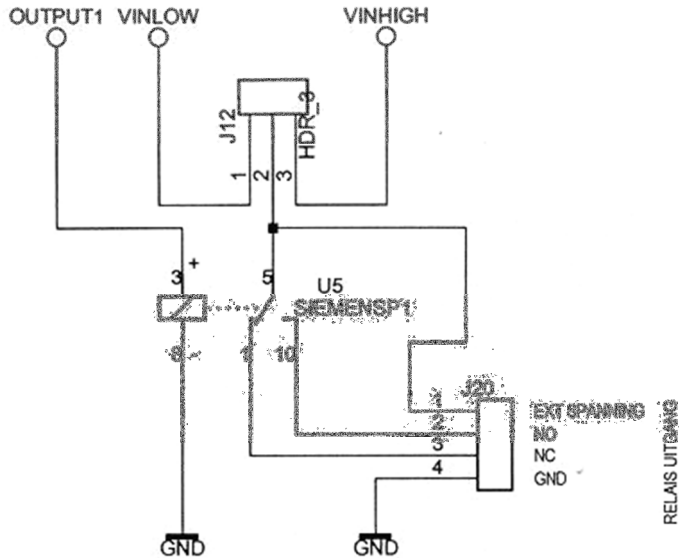 OUTPUT1 VINLOW VINHIGH
J12
HDR_3
1 2 3
3 +
5
U5
SIEMENSP1
8 -
1 10
J20
1 EXT SPANNING
2 NO
3 NC
4 GND
RELAIS UITGANG
GND GND